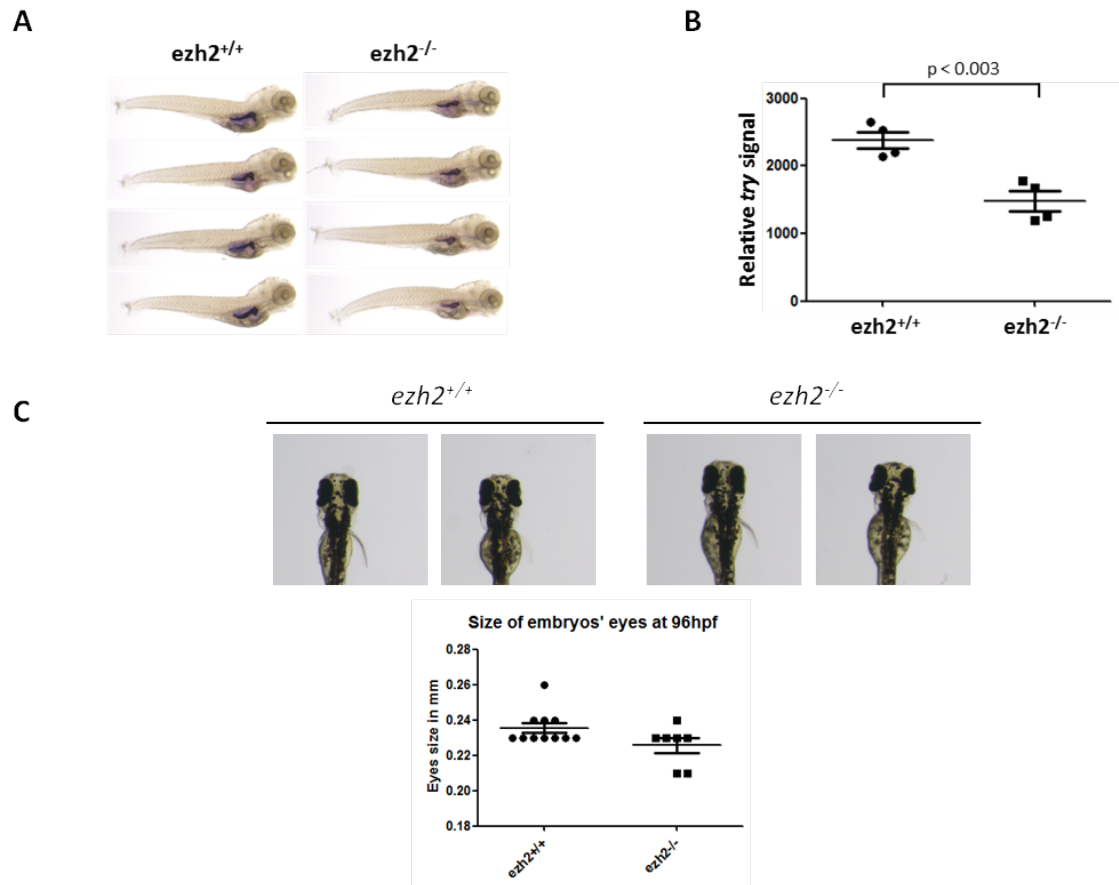 A
ezh2+/+ ezh2-/-
B
p < 0.003
Relative try signal
3000
2000
1000
0
ezh2+/+ ezh2-/-
C
ezh2+/+ ezh2-/-
Size of embryos' eyes at 96hpf
Eyes size in mm
0.28
0.26
0.24
0.22
0.20
0.18
ezh2+/+
ezh2-/-